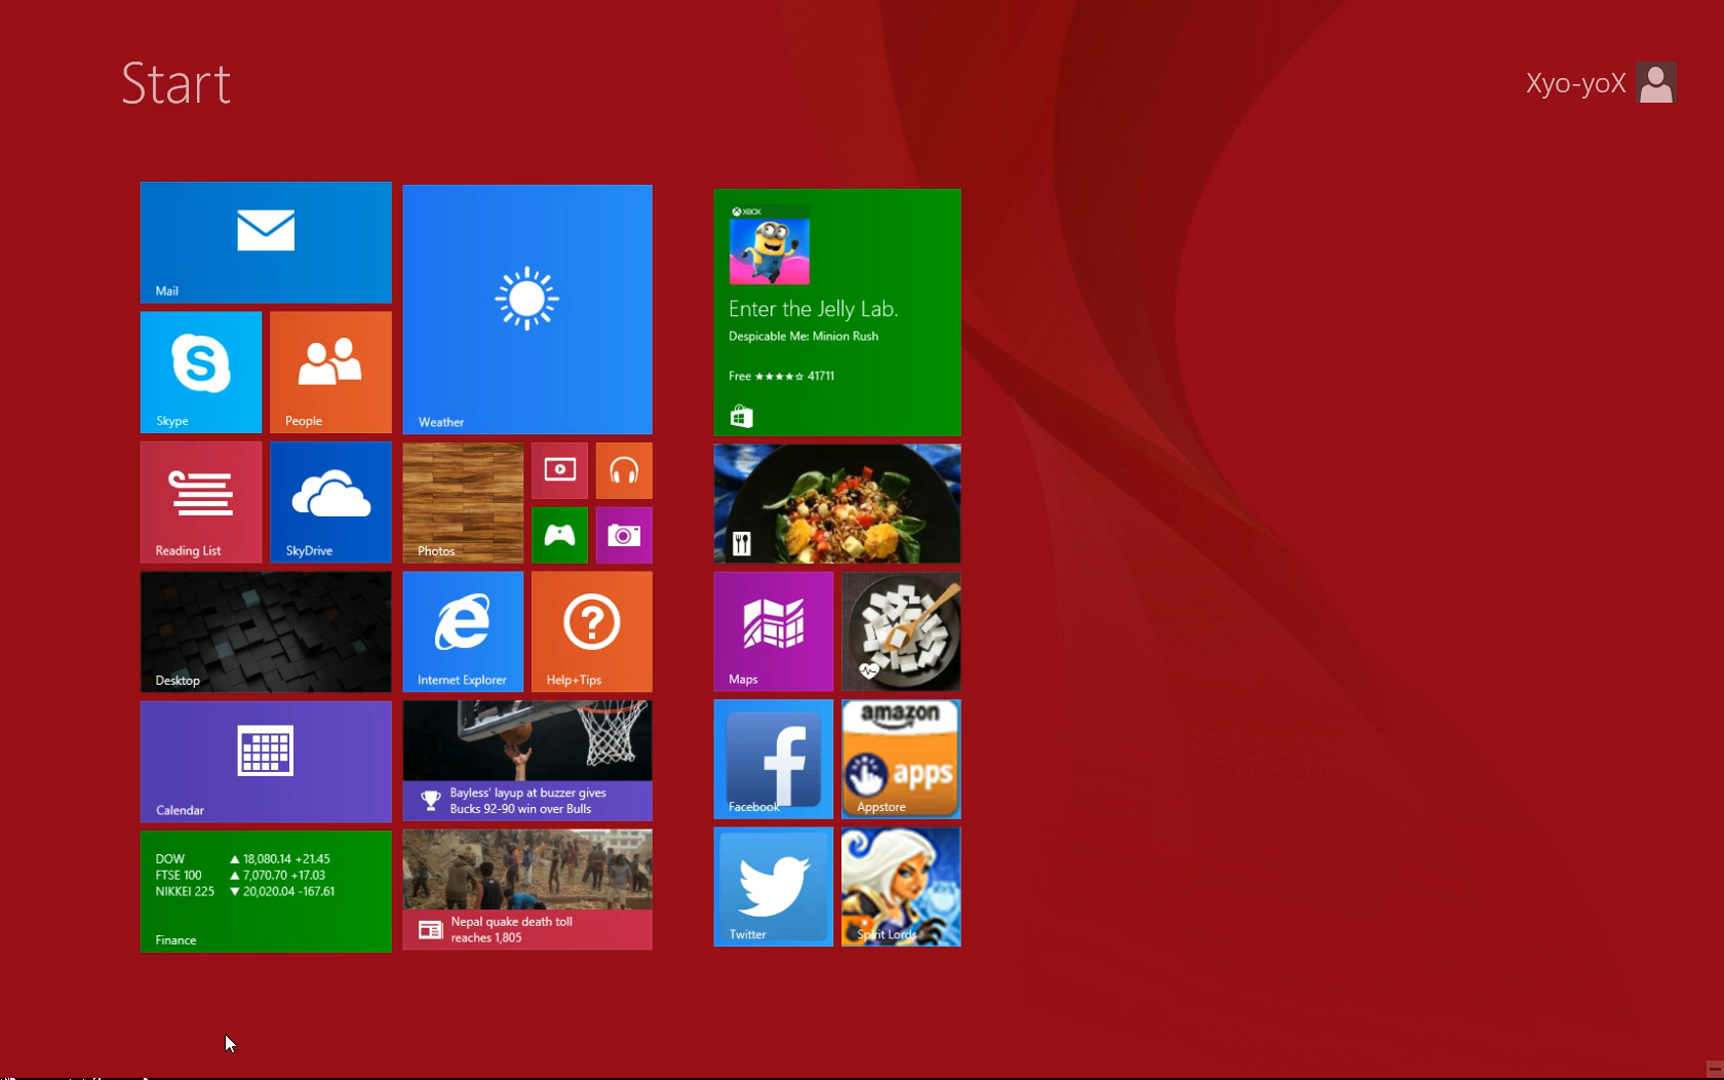 Start
Xyo-yoX
Mail
Skype
People
Weather
Reading List
SkyDrive
Photos
Desktop
Internet Explorer
Help+Tips
Calendar
Bayless' layup at buzzer gives
Bucks 92-90 win over Bulls
DOW ▲ 18,080.14 +21.45
FTSE 100 ▲ 7,070.70 +17.03
NIKKEI 225 ▼ 20,020.04 -167.61
Finance
Nepal quake death toll
reaches 1,805
XBOX
Enter the Jelly Lab.
Despicable Me: Minion Rush
Free ★★★★☆ 41711
Maps
Facebook
amazon
apps
Appstore
Twitter
Spirit Lords